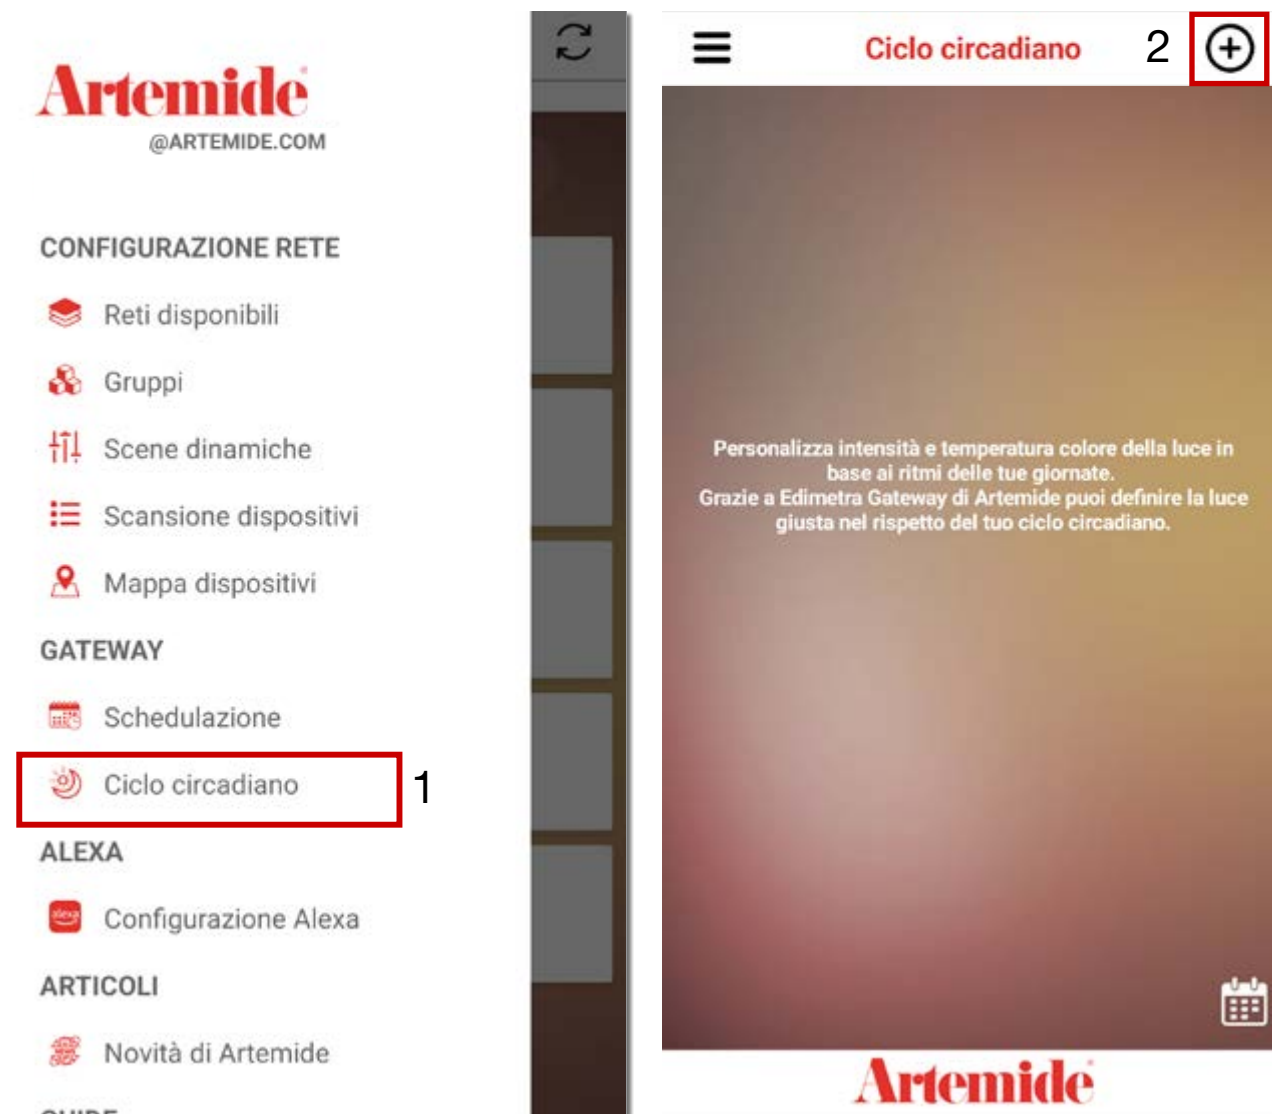 Artemide
@ARTEMIDE.COM
CONFIGURAZIONE RETE
Reti disponibili
Gruppi
Scene dinamiche
Scansione dispositivi
Mappa dispositivi
GATEWAY
Schedulazione
Ciclo circadiano
1
ALEXA
alexa
Configurazione Alexa
ARTICOLI
Novità di Artemide
Ciclo circadiano
2
Personalizza intensità e temperatura colore della luce in
base ai ritmi delle tue giornate.
Grazie a Edimetra Gateway di Artemide puoi definire la luce
giusta nel rispetto del tuo ciclo circadiano.
Artemide